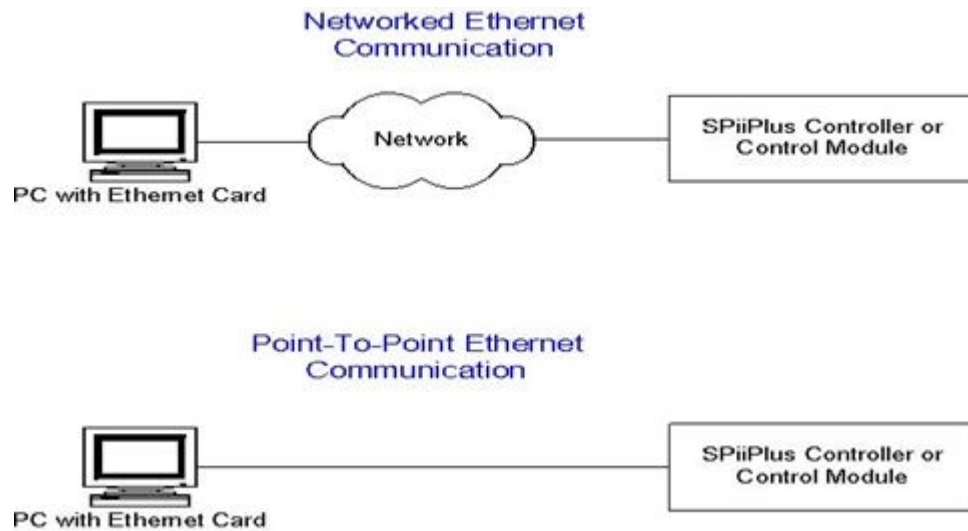 Networked Ethernet
Communication
Network
SPiiPlus Controller or
Control Module
PC with Ethernet Card
Point-To-Point Ethernet
Communication
SPiiPlus Controller or
Control Module
PC with Ethernet Card